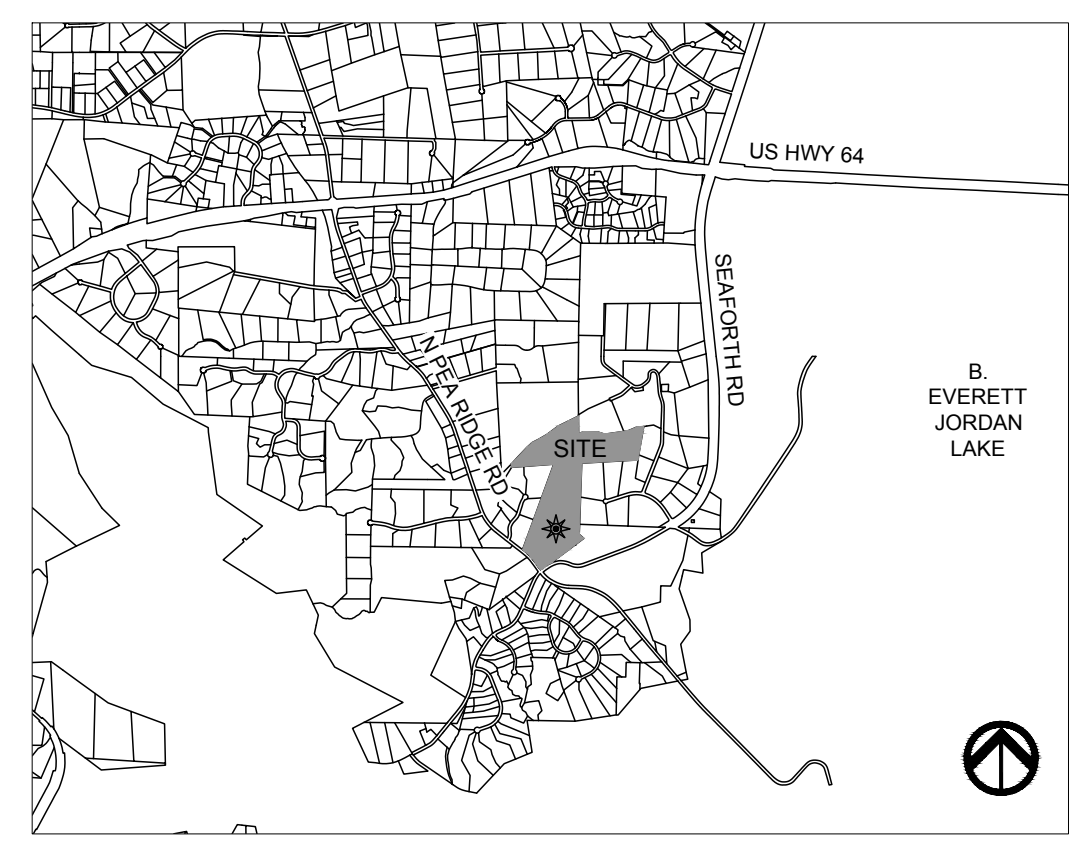 US HWY 64
SEAFORTH RD
N PEA RIDGE RD
B.
EVERETT
JORDAN
LAKE
SITE